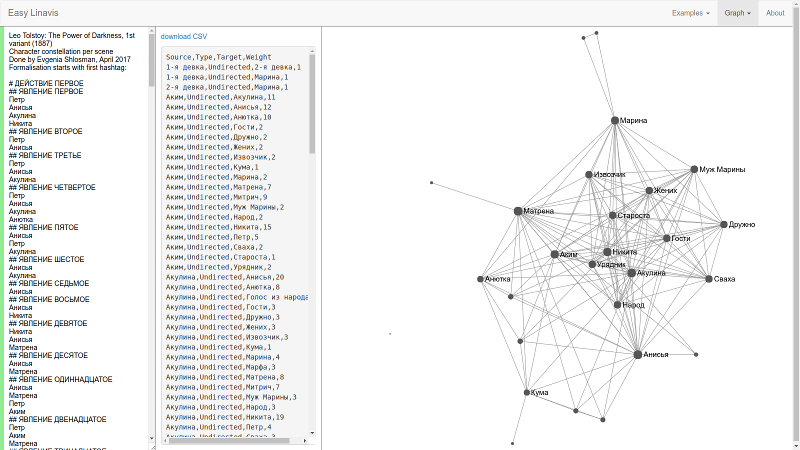 Easy Linavis
Examples
Graph
About
Leo Tolstoy: The Power of Darkness, 1st
variant (1887)
Character constellation per scene
Done by Evgenia Shlosman, April 2017
Formalisation starts with first hashtag:
# ДЕЙСТВИЕ ПЕРВОЕ
## ЯВЛЕНИЕ ПЕРВОЕ
Петр
Анисья
Акулина
Никита
## ЯВЛЕНИЕ ВТОРОЕ
Петр
Анисья
## ЯВЛЕНИЕ ТРЕТЬЕ
Петр
Анисья
Акулина
## ЯВЛЕНИЕ ЧЕТВЕРТОЕ
Петр
Анисья
Акулина
Анютка
## ЯВЛЕНИЕ ПЯТОЕ
Анисья
Петр
Акулина
## ЯВЛЕНИЕ ШЕСТОЕ
Анисья
Акулина
## ЯВЛЕНИЕ СЕДЬМОЕ
Анисья
## ЯВЛЕНИЕ ВОСЬМОЕ
Анисья
Никита
## ЯВЛЕНИЕ ДЕВЯТОЕ
Никита
Анисья
Матрена
## ЯВЛЕНИЕ ДЕСЯТОЕ
Анисья
Матрена
## ЯВЛЕНИЕ ОДИННАДЦАТОЕ
Анисья
Матрена
Петр
Аким
## ЯВЛЕНИЕ ДВЕНАДЦАТОЕ
Петр
Аким
Матрена
## ЯВЛЕНИЕ ТРИНАДЦАТОЕ
download CSV
Source,Type,Target,Weight
1-я девка,Undirected,2-я девка,1
1-я девка,Undirected,Марина,1
2-я девка,Undirected,Марина,1
Аким,Undirected,Акулина,11
Аким,Undirected,Анисья,12
Аким,Undirected,Анютка,10
Аким,Undirected,Гости,2
Аким,Undirected,Дружно,2
Аким,Undirected,Жених,2
Аким,Undirected,Извозчик,2
Аким,Undirected,Кума,1
Аким,Undirected,Марина,2
Аким,Undirected,Матрена,7
Аким,Undirected,Митрич,9
Аким,Undirected,Муж Марины,2
Аким,Undirected,Народ,2
Аким,Undirected,Никита,15
Аким,Undirected,Петр,5
Аким,Undirected,Сваха,2
Аким,Undirected,Староста,1
Аким,Undirected,Урядник,2
Акулина,Undirected,Анисья,20
Акулина,Undirected,Анютка,8
Акулина,Undirected,Голос из народа
Акулина,Undirected,Гости,3
Акулина,Undirected,Дружно,3
Акулина,Undirected,Жених,3
Акулина,Undirected,Извозчик,3
Акулина,Undirected,Кума,1
Акулина,Undirected,Марина,4
Акулина,Undirected,Марфа,3
Акулина,Undirected,Матрена,8
Акулина,Undirected,Митрич,7
Акулина,Undirected,Муж Марины,3
Акулина,Undirected,Народ,3
Акулина,Undirected,Никита,19
Акулина,Undirected,Петр,4
Акулина,Undirected,Сваха,3
Марина
Извозчик
Муж Марины
Жених
Матрена
Староста
Дружно
Гости
Аким
Никита
Урядник
Акулина
Анютка
Сваха
Народ
Анисья
Кума